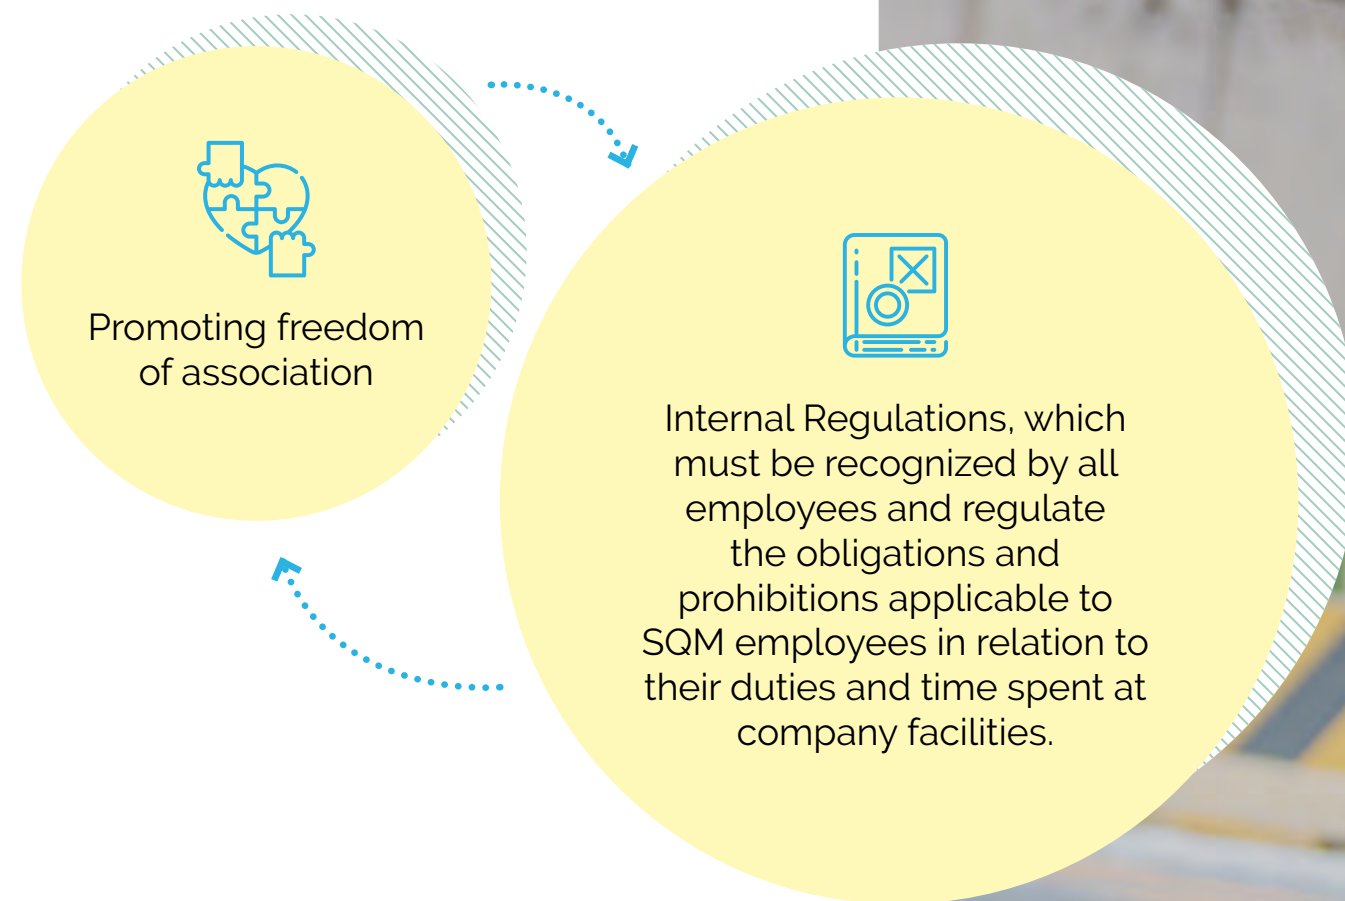 Promoting freedom
of association
Internal Regulations, which
must be recognized by all
employees and regulate
the obligations and
prohibitions applicable to
SQM employees in relation to
their duties and time spent at
company facilities.